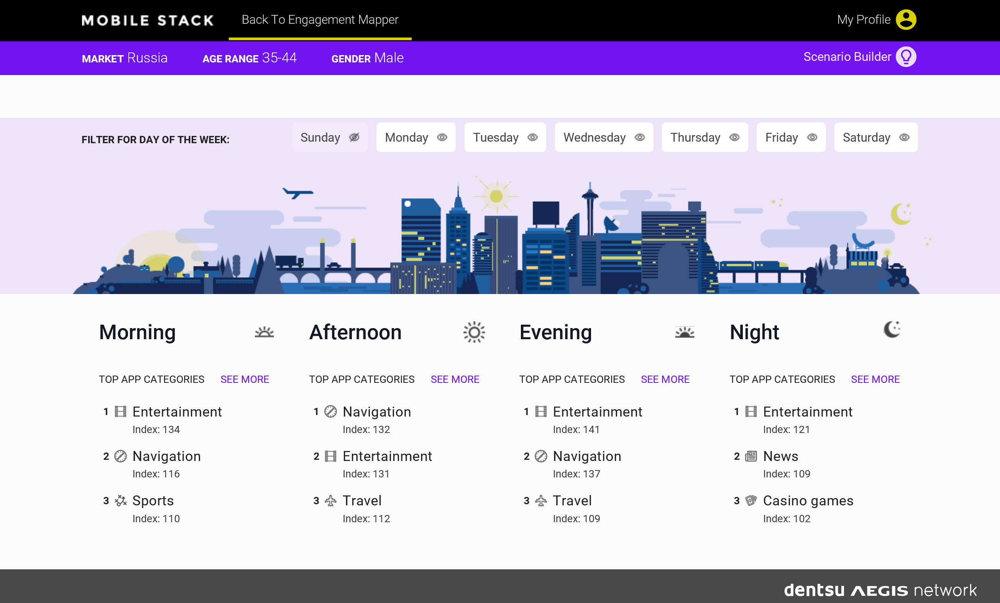 MOBILE STACK Back To Engagement Mapper My Profile
MARKET Russia AGE RANGE 35-44 GENDER Male Scenario Builder
FILTER FOR DAY OF THE WEEK: Sunday Monday Tuesday Wednesday Thursday Friday Saturday
Morning
TOP APP CATEGORIES SEE MORE
1 Entertainment
Index: 134
2 Navigation
Index: 116
3 Sports
Index: 110
Afternoon
TOP APP CATEGORIES SEE MORE
1 Navigation
Index: 132
2 Entertainment
Index: 131
3 Travel
Index: 112
Evening
TOP APP CATEGORIES SEE MORE
1 Entertainment
Index: 141
2 Navigation
Index: 137
3 Travel
Index: 109
Night
TOP APP CATEGORIES SEE MORE
1 Entertainment
Index: 121
2 News
Index: 109
3 Casino games
Index: 102
dentsu AEGIS network